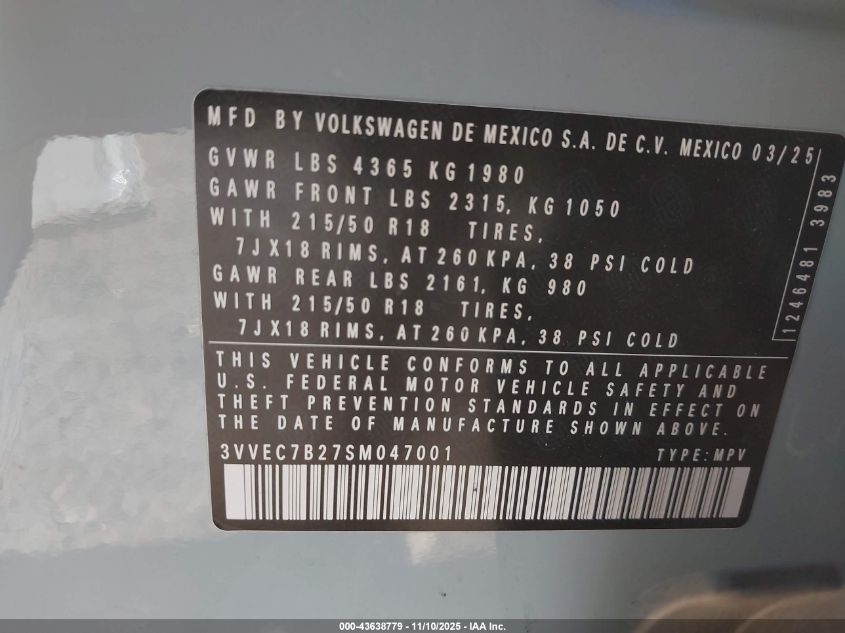 MFD BY VOLKSWAGEN DE MEXICO S.A. DE C.V. MEXICO 03/25
GVWR LBS 4365 KG 1980
GAWR FRONT LBS 2315, KG 1050
WITH 215/50 R18 TIRES,
7JX18 RIMS, AT 260 KPA, 38 PSI COLD
GAWR REAR LBS 2161, KG 980
WITH 215/50 R18 TIRES,
7JX18 RIMS, AT 260 KPA, 38 PSI COLD
1246481 3983
THIS VEHICLE CONFORMS TO ALL APPLICABLE
U.S. FEDERAL MOTOR VEHICLE SAFETY AND
THEFT PREVENTION STANDARDS IN EFFECT ON
THE DATE OF MANUFACTURE SHOWN ABOVE.
3VVEC7B27SM047001 TYPE: MPV
000-43638779 - 11/10/2025 - IAA Inc.